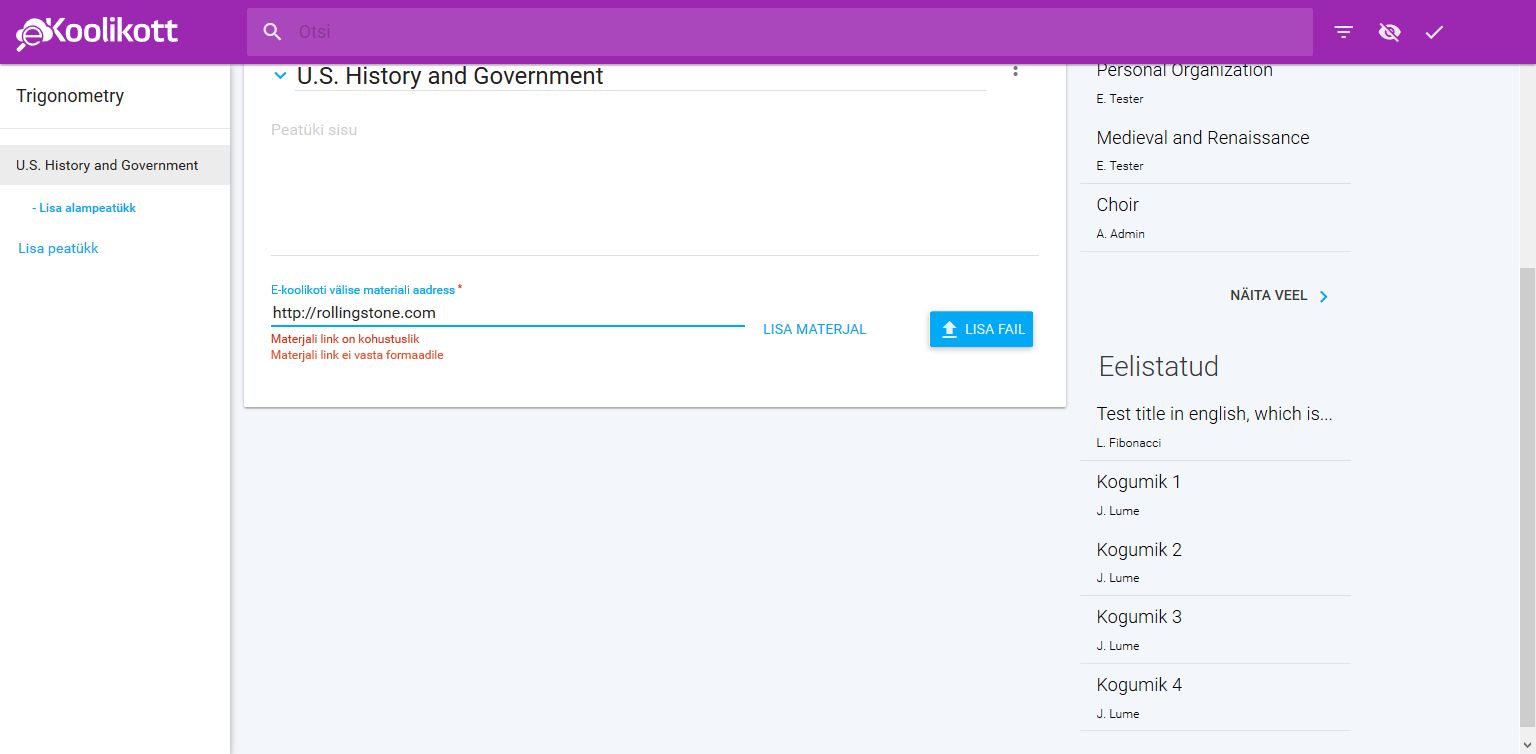 eKoolikott
Otsi
Trigonometry
U.S. History and Government
- Lisa alampeatükk
Lisa peatükk
U.S. History and Government
Peatüki sisu
E-koolikoti välise materiali aadress *
http://rollingstone.com
Materjali link on kohustuslik
Materjali link ei vasta formaadile
LISA MATERJAL
LISA FAIL
Personal Organization
E. Tester
Medieval and Renaissance
E. Tester
Choir
A. Admin
NÄITA VEEL
Eelistatud
Test title in english, which is...
L. Fibonacci
Kogumik 1
J. Lume
Kogumik 2
J. Lume
Kogumik 3
J. Lume
Kogumik 4
J. Lume